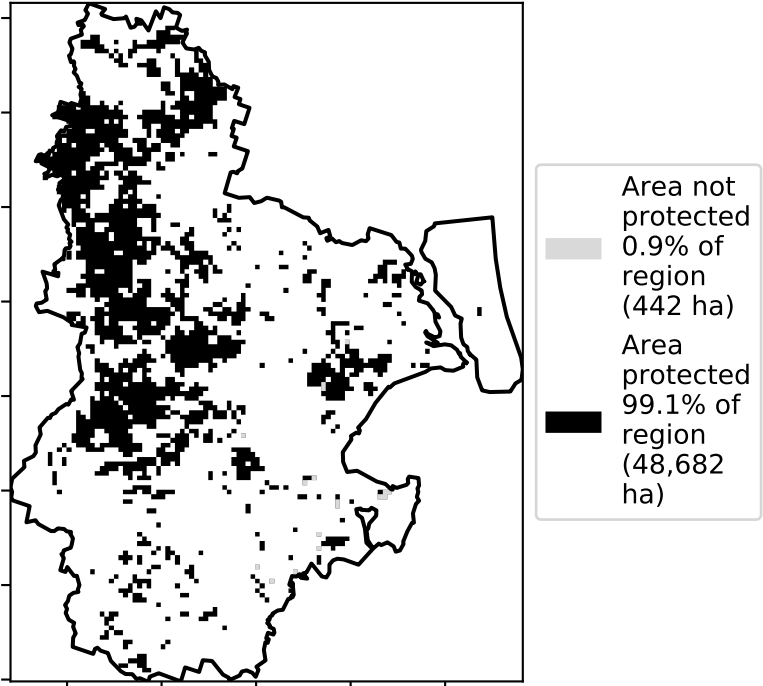 Area not
protected
0.9% of
region
(442 ha)
Area
protected
99.1% of
region
(48,682
ha)